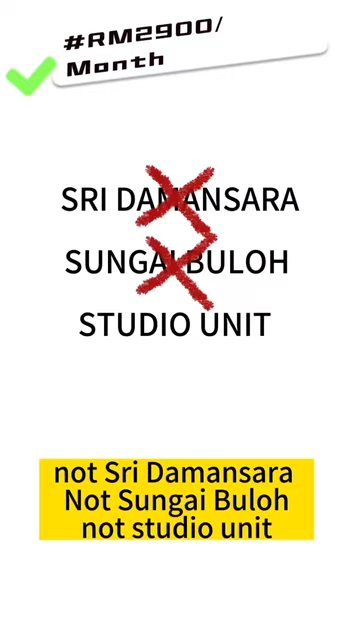 #RM2900/
Month
SRI DAMANSARA
SUNGAI BULOH
STUDIO UNIT
not Sri Damansara
Not Sungai Buloh
not studio unit